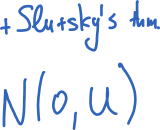 + Slutsky's thm
N(0, U)